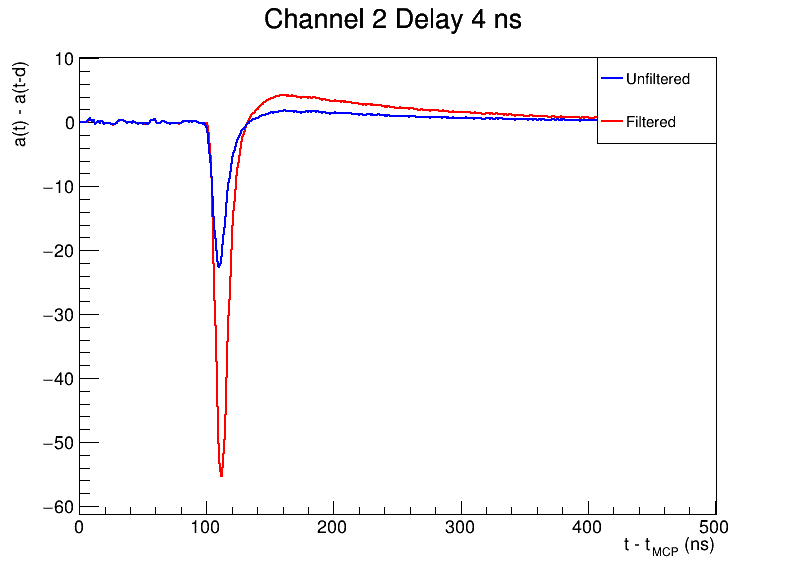 Channel 2 Delay 4 ns
a(t) - a(t-d)
10
0
−10
−20
−30
−40
−50
−60
0 100 200 300 400 500
t - t_MCP (ns)
Unfiltered
Filtered